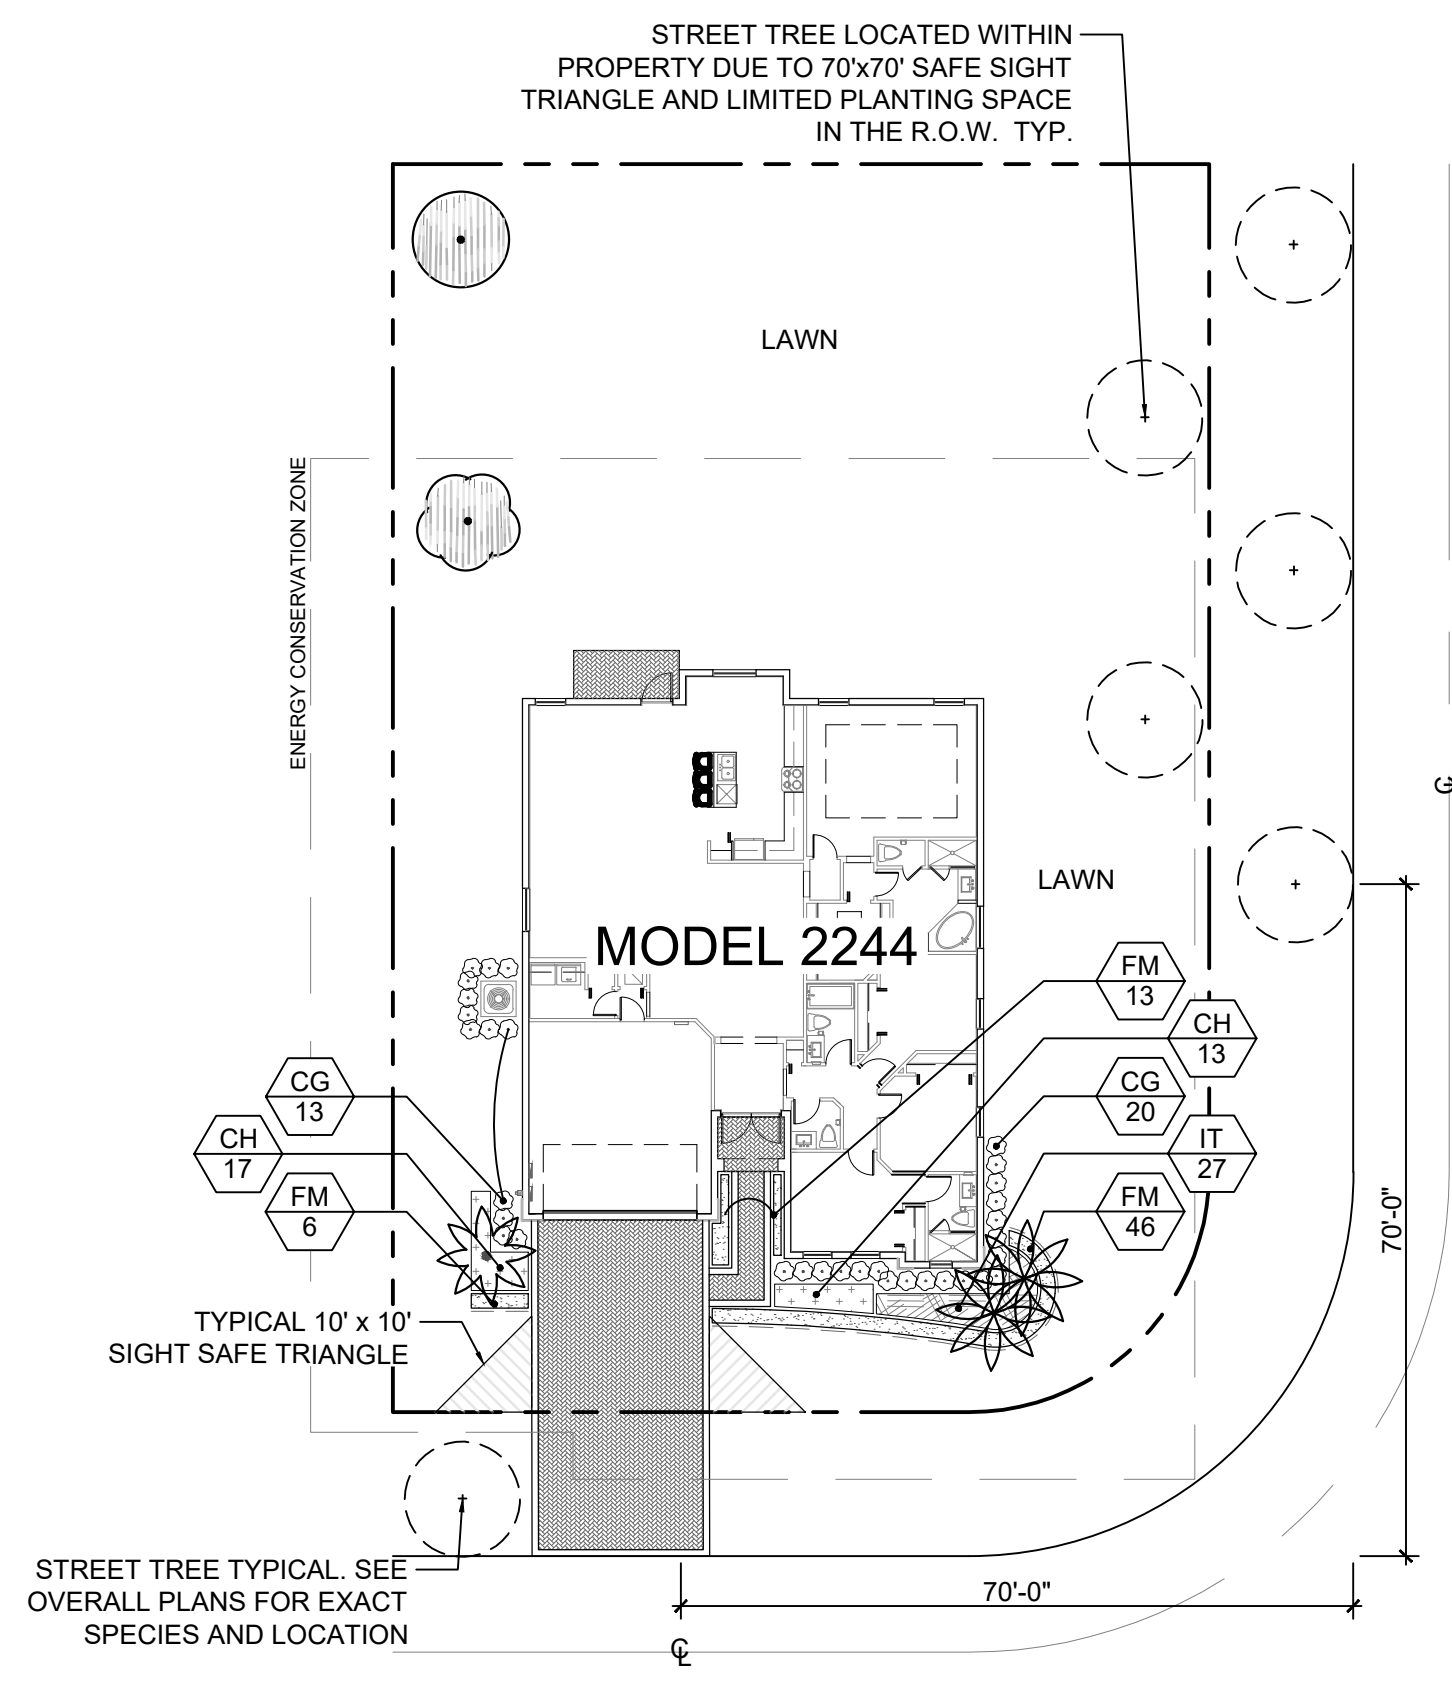 STREET TREE LOCATED WITHIN
PROPERTY DUE TO 70'x70' SAFE SIGHT
TRIANGLE AND LIMITED PLANTING SPACE
IN THE R.O.W. TYP.
LAWN
ENERGY CONSERVATION ZONE
LAWN
MODEL 2244
FM
13
CH
13
CG
20
IT
27
FM
46
CG
13
CH
17
FM
6
TYPICAL 10' x 10'
SIGHT SAFE TRIANGLE
70'-0"
STREET TREE TYPICAL. SEE
OVERALL PLANS FOR EXACT
SPECIES AND LOCATION
70'-0"
℄
℄